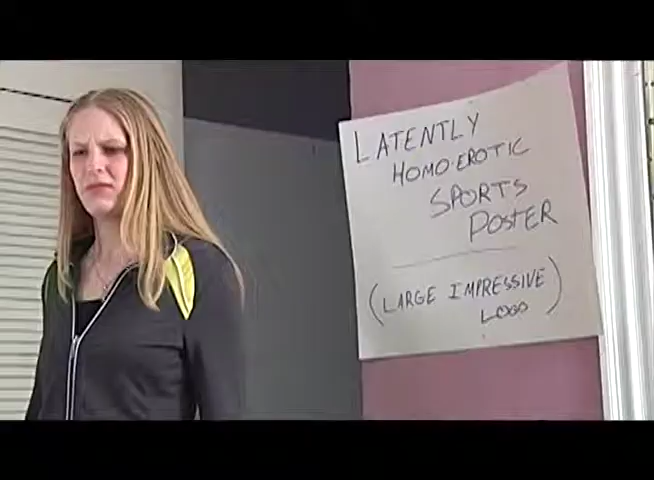 LATENTLY
HOMO-EROTIC
SPORTS
POSTER
(LARGE IMPRESSIVE
LOGO)